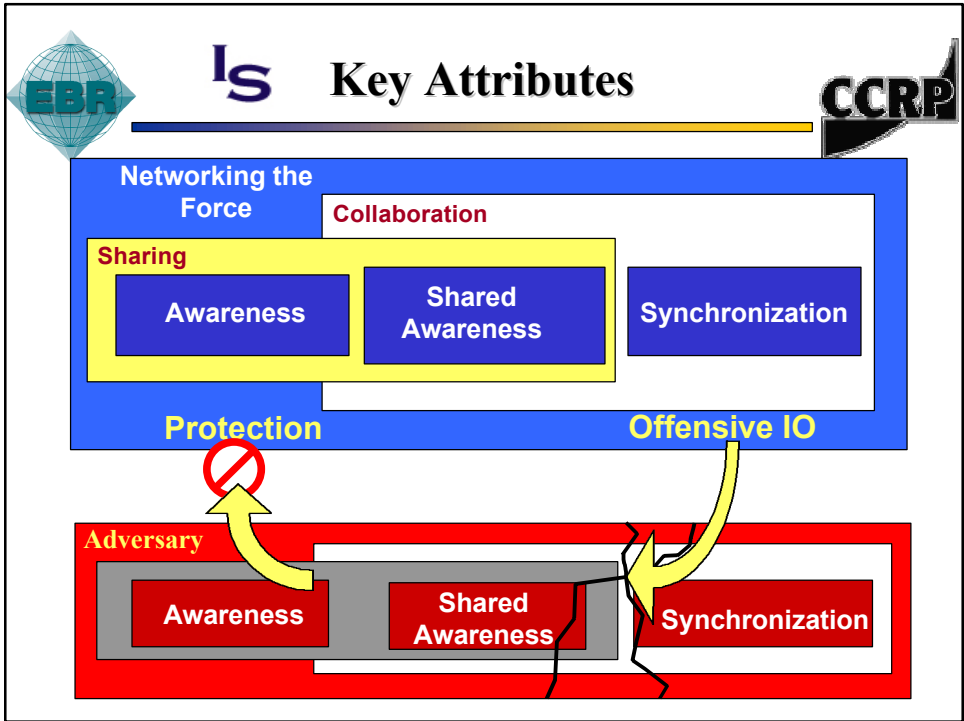 EBR
IS
Key Attributes
CCRP
Networking the
Force
Collaboration
Sharing
Awareness
Shared
Awareness
Synchronization
Protection
Offensive IO
Adversary
Awareness
Shared
Awareness
Synchronization